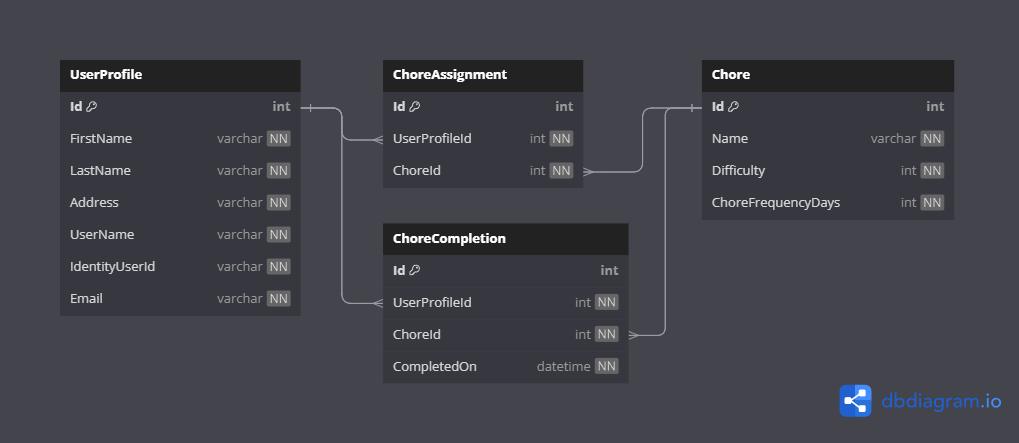 UserProfile
Id int
FirstName varchar NN
LastName varchar NN
Address varchar NN
UserName varchar NN
IdentityUserId varchar NN
Email varchar NN
ChoreAssignment
Id int
UserProfileId int NN
ChoreId int NN
ChoreCompletion
Id int
UserProfileId int NN
ChoreId int NN
CompletedOn datetime NN
Chore
Id int
Name varchar NN
Difficulty int NN
ChoreFrequencyDays int NN
dbdiagram.io